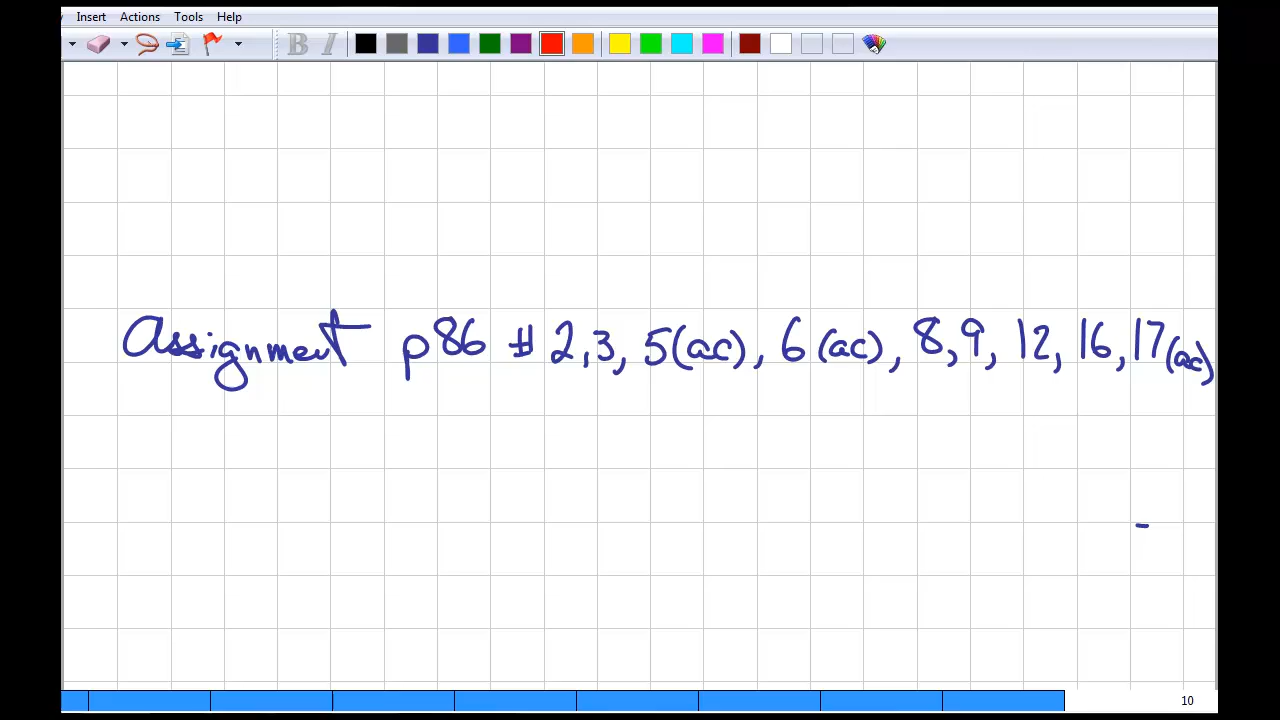 Insert Actions Tools Help
B I
Assignment p86 # 2,3, 5(ac), 6(ac), 8,9, 12, 16, 17(ac)
10